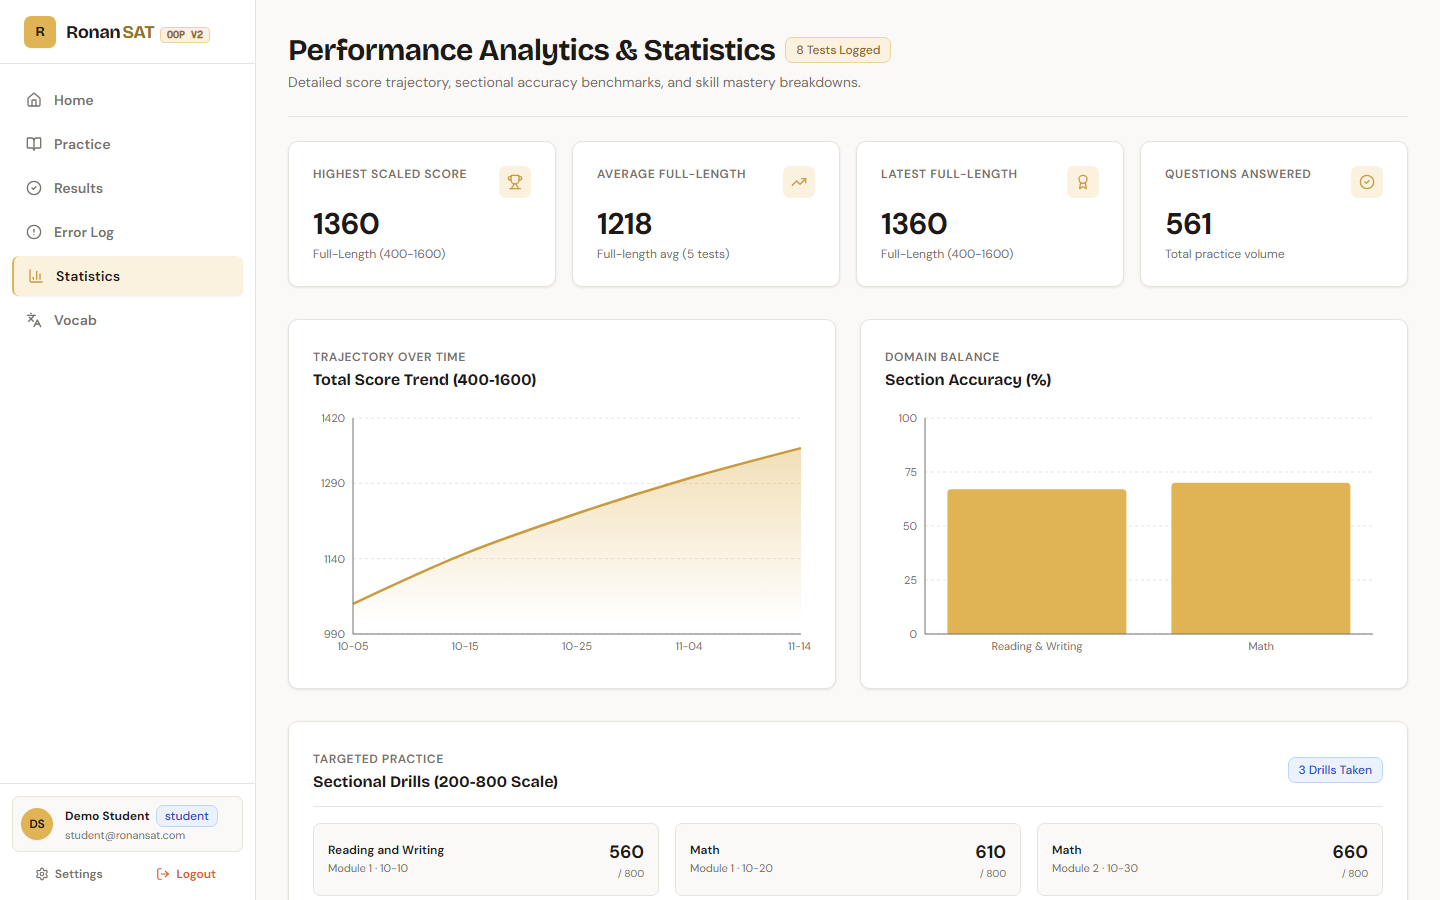 R RonanSAT OOP V2
Home
Practice
Results
Error Log
Statistics
Vocab
DS Demo Student student
student@ronansat.com
Settings Logout
Performance Analytics & Statistics 8 Tests Logged
Detailed score trajectory, sectional accuracy benchmarks, and skill mastery breakdowns.
HIGHEST SCALED SCORE
1360
Full-Length (400-1600)
AVERAGE FULL-LENGTH
1218
Full-length avg (5 tests)
LATEST FULL-LENGTH
1360
Full-Length (400-1600)
QUESTIONS ANSWERED
561
Total practice volume
TRAJECTORY OVER TIME
Total Score Trend (400-1600)
1420
1290
1140
990
10-05 10-15 10-25 11-04 11-14
DOMAIN BALANCE
Section Accuracy (%)
100
75
50
25
0
Reading & Writing Math
TARGETED PRACTICE
Sectional Drills (200-800 Scale)
3 Drills Taken
Reading and Writing 560
Module 1 · 10-10 / 800
Math 610
Module 1 · 10-20 / 800
Math 660
Module 2 · 10-30 / 800